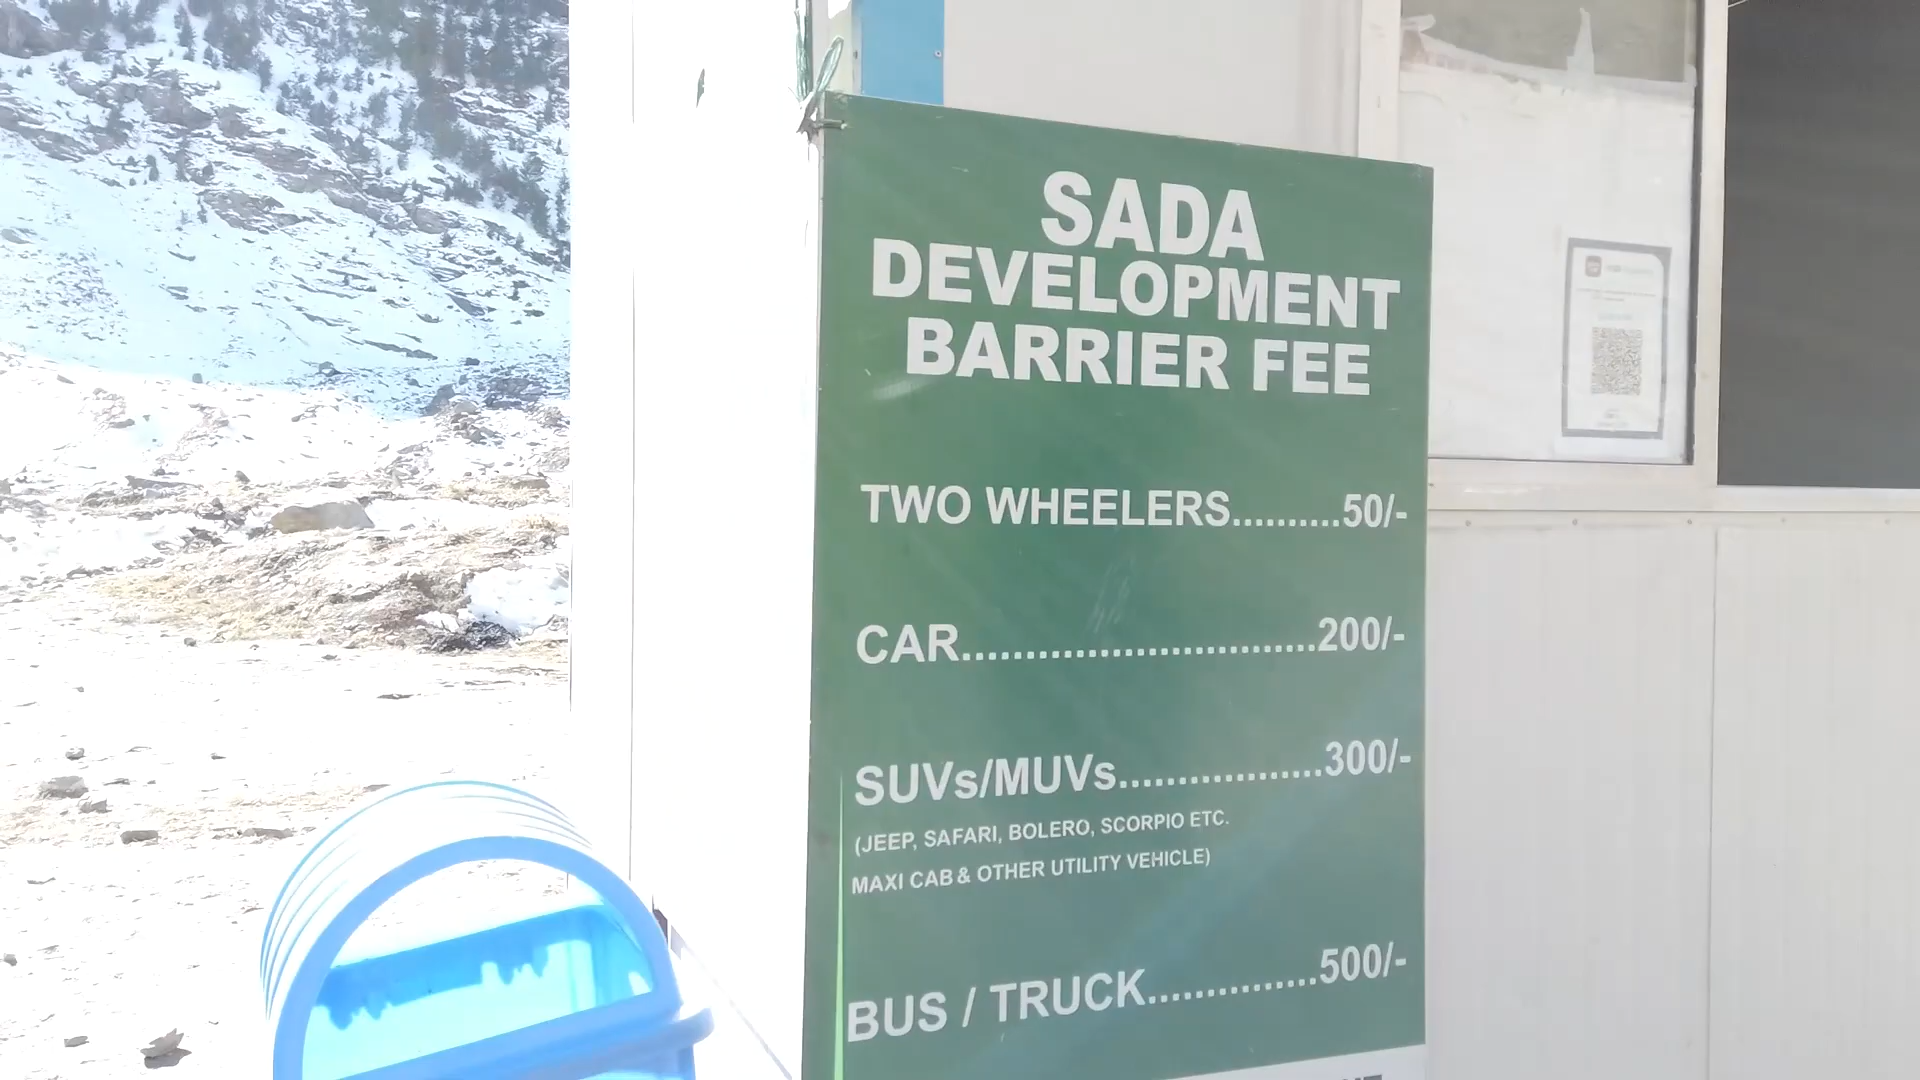 SADA
DEVELOPMENT
BARRIER FEE
TWO WHEELERS..........50/-
CAR..............................200/-
SUVs/MUVs.................300/-
(JEEP, SAFARI, BOLERO, SCORPIO ETC.
MAXI CAB & OTHER UTILITY VEHICLE)
BUS / TRUCK..............500/-